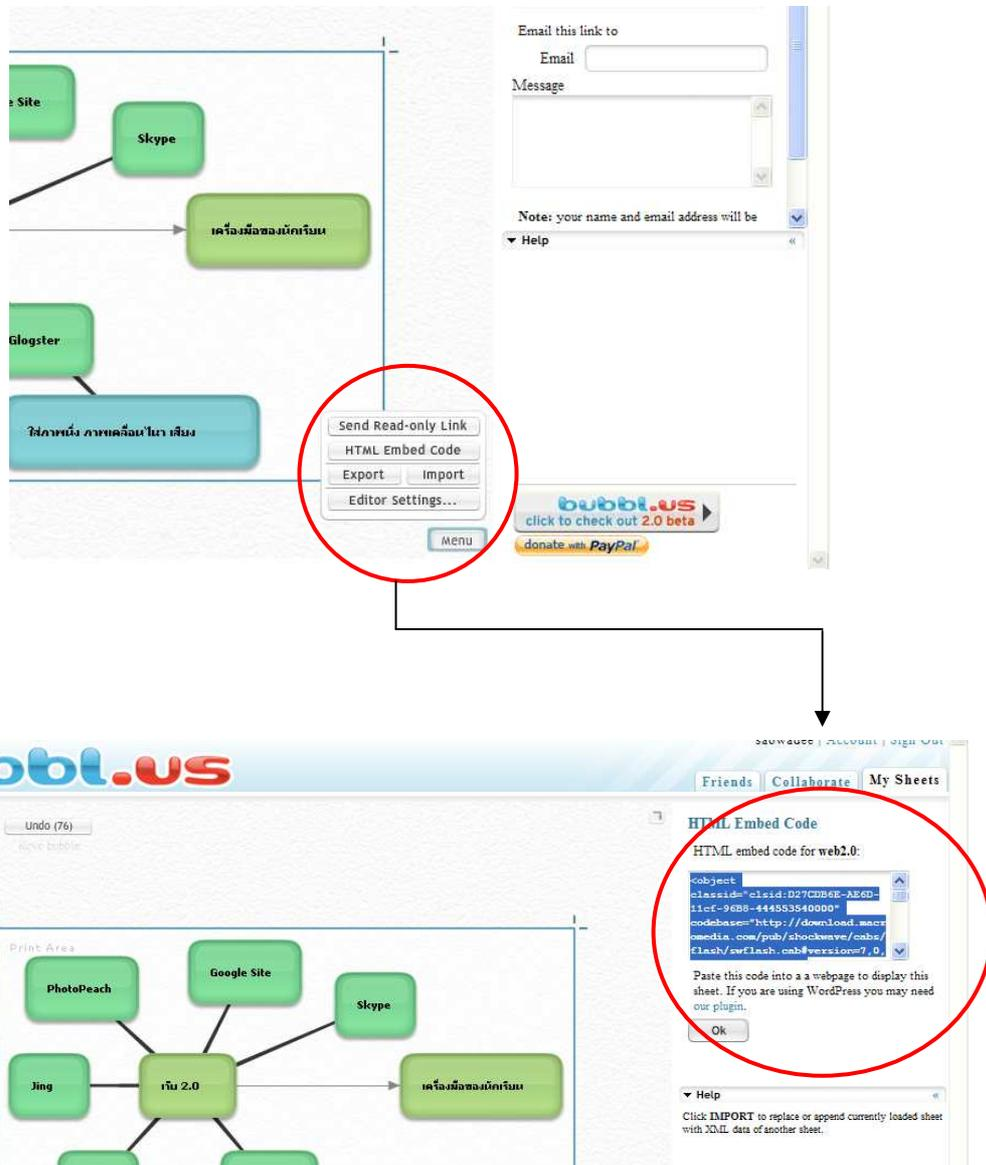 Email this link to
Email
Message
Note: your name and email address will be
Help
e Site
Skype
เครื่องมือของนักเรียน
Glogster
ใส่ภาพนิ่ง ภาพเคลื่อนไหว เสียง
Send Read-only Link
HTML Embed Code
Export Import
Editor Settings...
Menu
bubbl.us
click to check out 2.0 beta
donate with PayPal
saowadee | Account | Sign Out
obl.us
Friends Collaborate My Sheets
Undo (76)
Move bubble
HTML Embed Code
HTML embed code for web2.0:
<object
classid="clsid:D27CDB6E-AE6D-
11cf-96B8-444553540000"
codebase="http://download.macr
omedia.com/pub/shockwave/cabs/
flash/swflash.cab#version=7,0,
Paste this code into a a webpage to display this
sheet. If you are using WordPress you may need
our plugin.
Ok
Help
Click IMPORT to replace or append currently loaded sheet
with XML data of another sheet.
Print Area
PhotoPeach
Google Site
Skype
Jing
เว็บ 2.0
เครื่องมือของนักเรียน